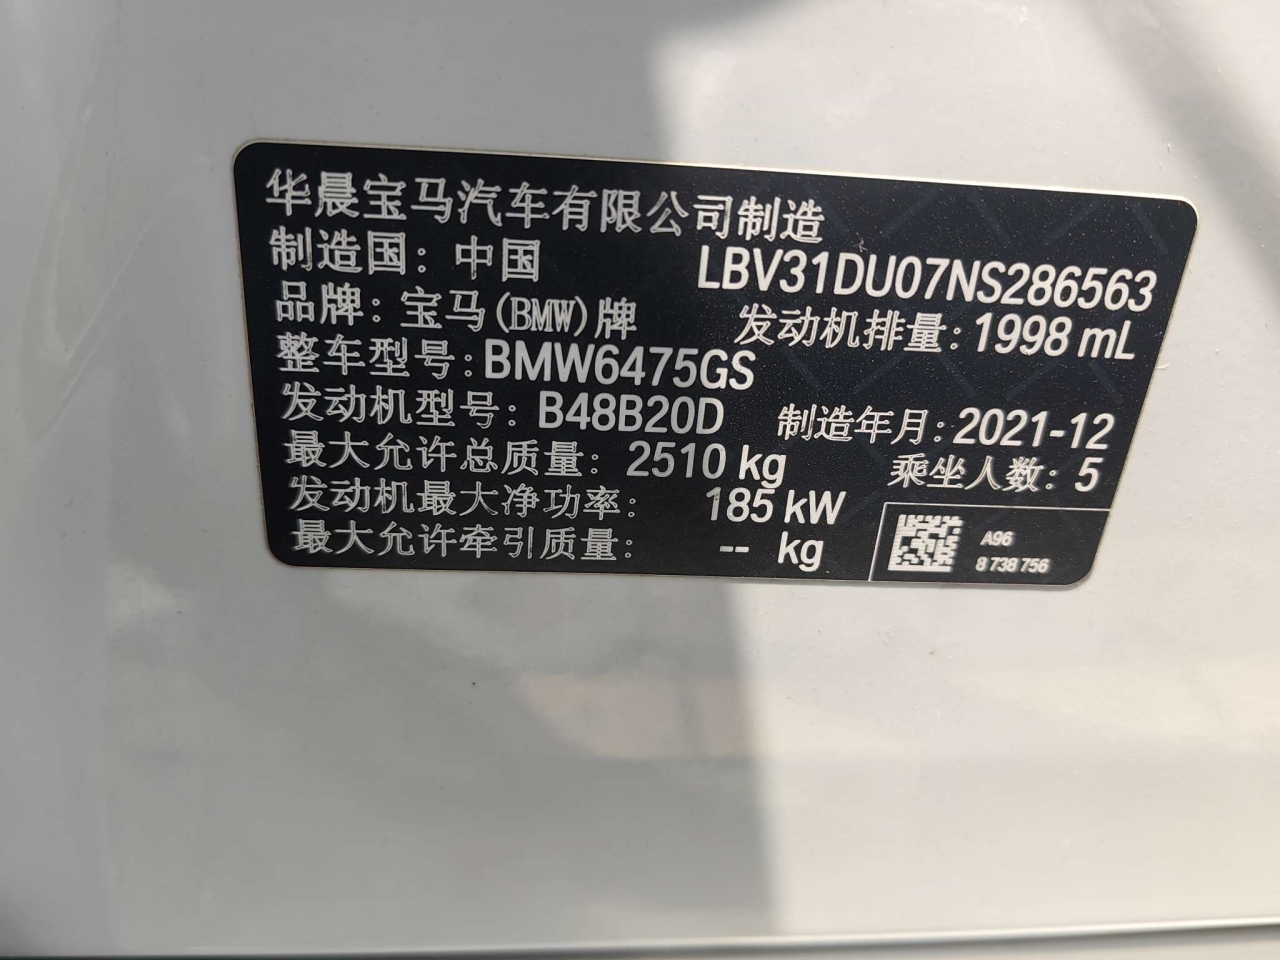 华晨宝马汽车有限公司制造
制造国：中国
LBV31DU07NS286563
品牌：宝马(BMW)牌
发动机排量：1998 mL
整车型号：BMW6475GS
发动机型号：B48B20D
制造年月：2021-12
最大允许总质量：2510 kg
乘坐人数：5
发动机最大净功率：185 kW
最大允许牵引质量：-- kg
A96
8 738 756